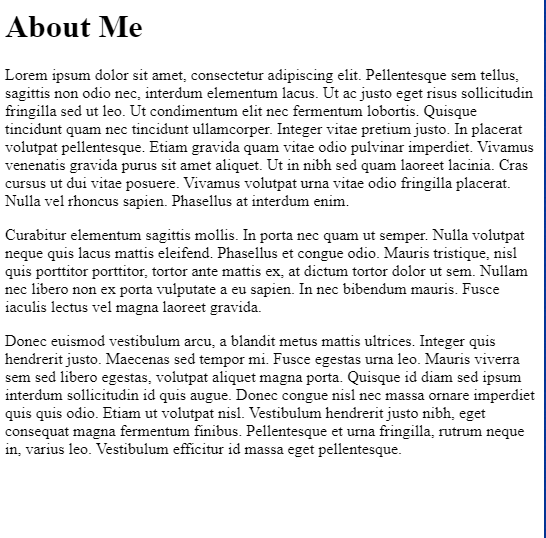 About Me
Lorem ipsum dolor sit amet, consectetur adipiscing elit. Pellentesque sem tellus,
sagittis non odio nec, interdum elementum lacus. Ut ac justo eget risus sollicitudin
fringilla sed ut leo. Ut condimentum elit nec fermentum lobortis. Quisque
tincidunt quam nec tincidunt ullamcorper. Integer vitae pretium justo. In placerat
volutpat pellentesque. Etiam gravida quam vitae odio pulvinar imperdiet. Vivamus
venenatis gravida purus sit amet aliquet. Ut in nibh sed quam laoreet lacinia. Cras
cursus ut dui vitae posuere. Vivamus volutpat urna vitae odio fringilla placerat.
Nulla vel rhoncus sapien. Phasellus at interdum enim.
Curabitur elementum sagittis mollis. In porta nec quam ut semper. Nulla volutpat
neque quis lacus mattis eleifend. Phasellus et congue odio. Mauris tristique, nisl
quis porttitor porttitor, tortor ante mattis ex, at dictum tortor dolor ut sem. Nullam
nec libero non ex porta vulputate a eu sapien. In nec bibendum mauris. Fusce
iaculis lectus vel magna laoreet gravida.
Donec euismod vestibulum arcu, a blandit metus mattis ultrices. Integer quis
hendrerit justo. Maecenas sed tempor mi. Fusce egestas urna leo. Mauris viverra
sem sed libero egestas, volutpat aliquet magna porta. Quisque id diam sed ipsum
interdum sollicitudin id quis augue. Donec congue nisl nec massa ornare imperdiet
quis quis odio. Etiam ut volutpat nisl. Vestibulum hendrerit justo nibh, eget
consequat magna fermentum finibus. Pellentesque et urna fringilla, rutrum neque
in, varius leo. Vestibulum efficitur id massa eget pellentesque.